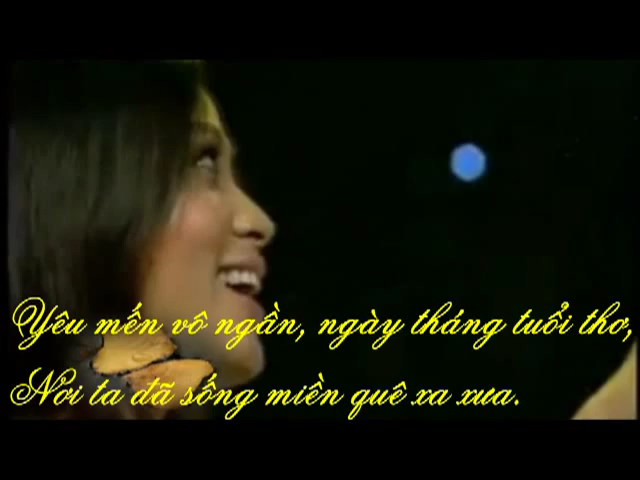 Yêu mến vô ngần, ngày tháng tuổi thơ,
Nơi ta đã sống miền quê xa xưa.